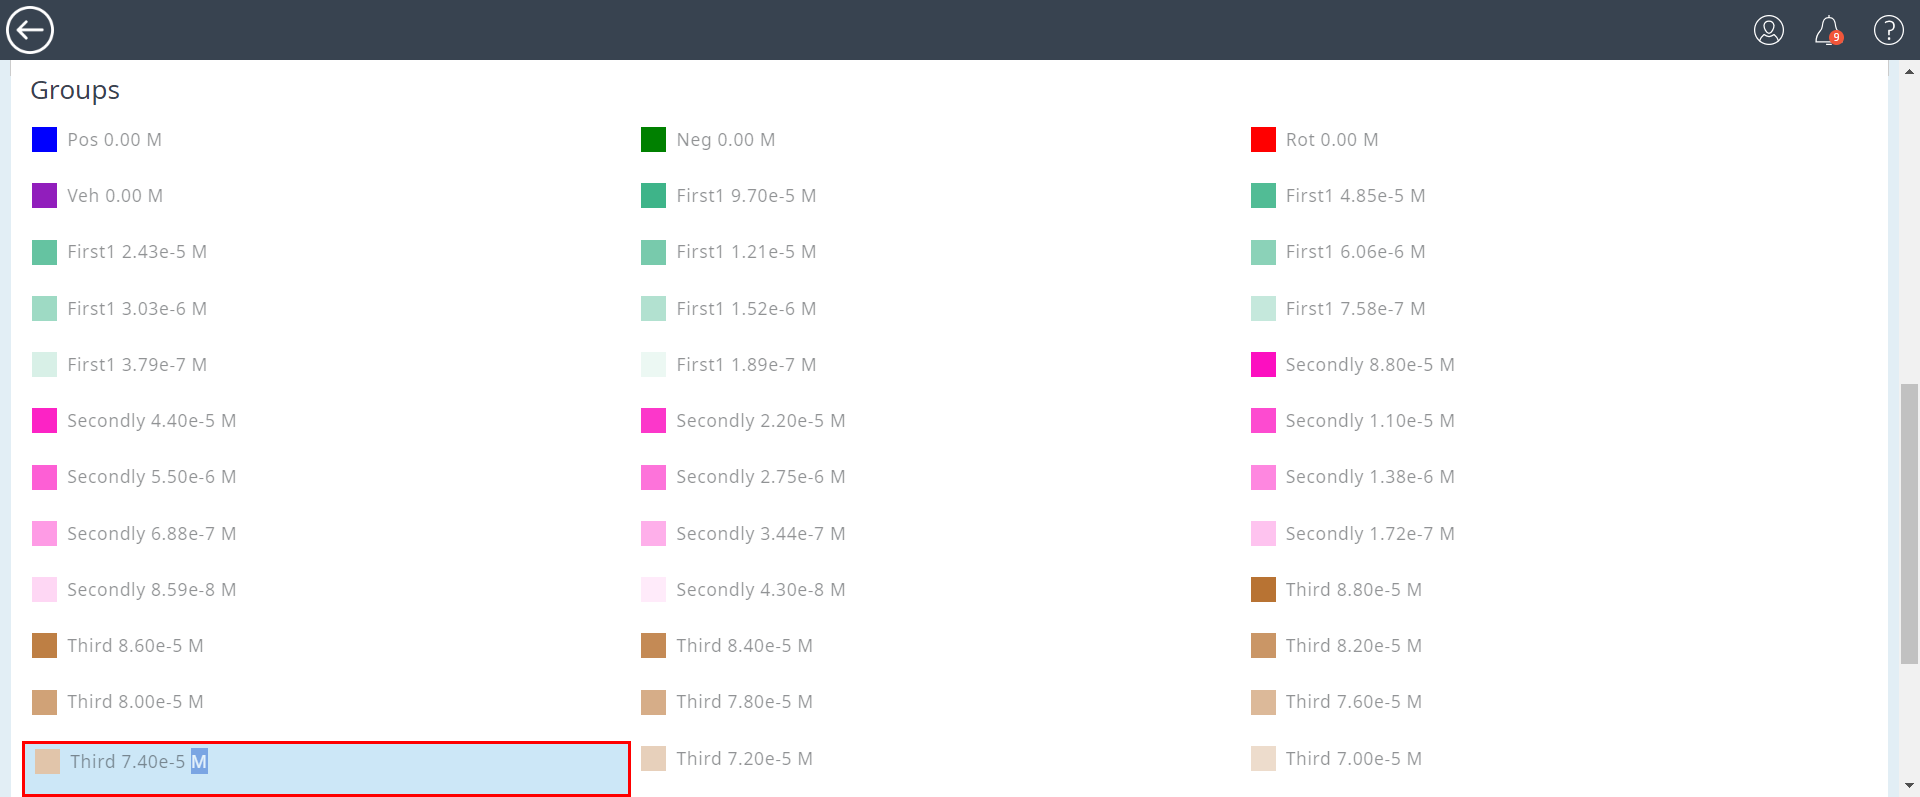 9
?
Groups
Pos 0.00 M
Neg 0.00 M
Rot 0.00 M
Veh 0.00 M
First1 9.70e-5 M
First1 4.85e-5 M
First1 2.43e-5 M
First1 1.21e-5 M
First1 6.06e-6 M
First1 3.03e-6 M
First1 1.52e-6 M
First1 7.58e-7 M
First1 3.79e-7 M
First1 1.89e-7 M
Secondly 8.80e-5 M
Secondly 4.40e-5 M
Secondly 2.20e-5 M
Secondly 1.10e-5 M
Secondly 5.50e-6 M
Secondly 2.75e-6 M
Secondly 1.38e-6 M
Secondly 6.88e-7 M
Secondly 3.44e-7 M
Secondly 1.72e-7 M
Secondly 8.59e-8 M
Secondly 4.30e-8 M
Third 8.80e-5 M
Third 8.60e-5 M
Third 8.40e-5 M
Third 8.20e-5 M
Third 8.00e-5 M
Third 7.80e-5 M
Third 7.60e-5 M
Third 7.40e-5 M
Third 7.20e-5 M
Third 7.00e-5 M